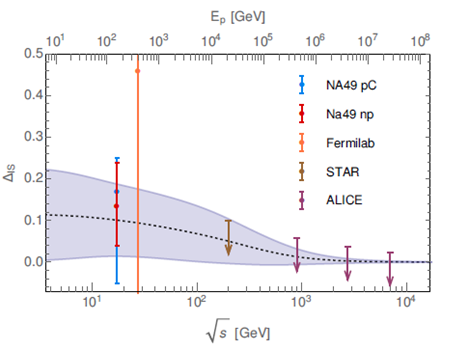 E_p [GeV]
10^1 10^2 10^3 10^4 10^5 10^6 10^7 10^8
0.5
0.4
0.3
0.2
0.1
0.0
Δ_IS
NA49 pC
Na49 np
Fermilab
STAR
ALICE
10^1 10^2 10^3 10^4
√s [GeV]